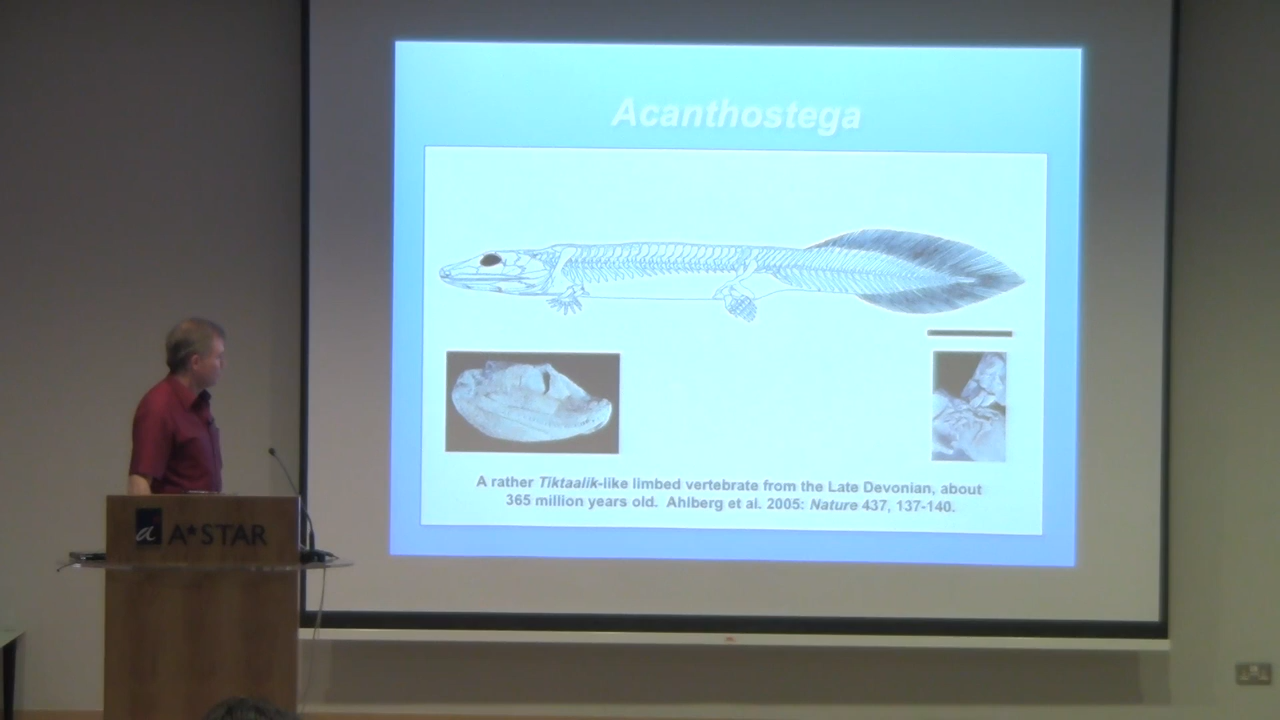 Acanthostega
A rather Tiktaalik-like limbed vertebrate from the Late Devonian, about
365 million years old. Ahlberg et al. 2005: Nature 437, 137-140.
a*
A*STAR